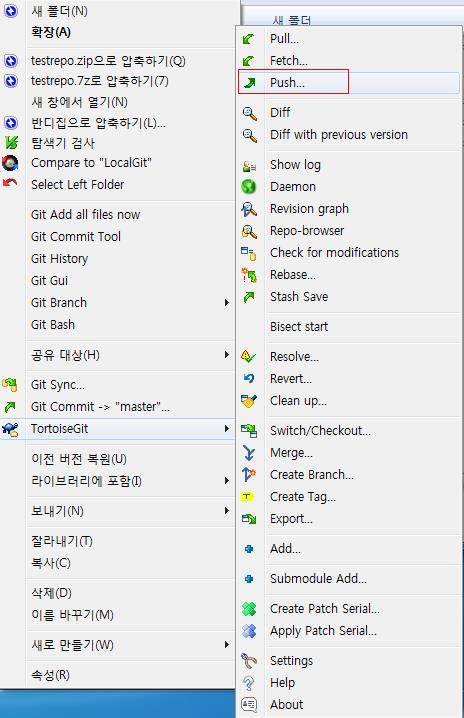 새 폴더(N)
확장(A)
testrepo.zip으로 압축하기(Q)
testrepo.7z로 압축하기(7)
새 창에서 열기(N)
반디집으로 압축하기(L)...
탐색기 검사
Compare to "LocalGit"
Select Left Folder
Git Add all files now
Git Commit Tool
Git History
Git Gui
Git Branch
Git Bash
공유 대상(H)
Git Sync...
Git Commit -> "master"...
TortoiseGit
이전 버전 복원(U)
라이브러리에 포함(I)
보내기(N)
잘라내기(T)
복사(C)
삭제(D)
이름 바꾸기(M)
새로 만들기(W)
속성(R)
새 폴더
Pull...
Fetch...
Push...
Diff
Diff with previous version
Show log
Daemon
Revision graph
Repo-browser
Check for modifications
Rebase...
Stash Save
Bisect start
Resolve...
Revert...
Clean up...
Switch/Checkout...
Merge...
Create Branch...
Create Tag...
Export...
Add...
Submodule Add...
Create Patch Serial...
Apply Patch Serial...
Settings
Help
About